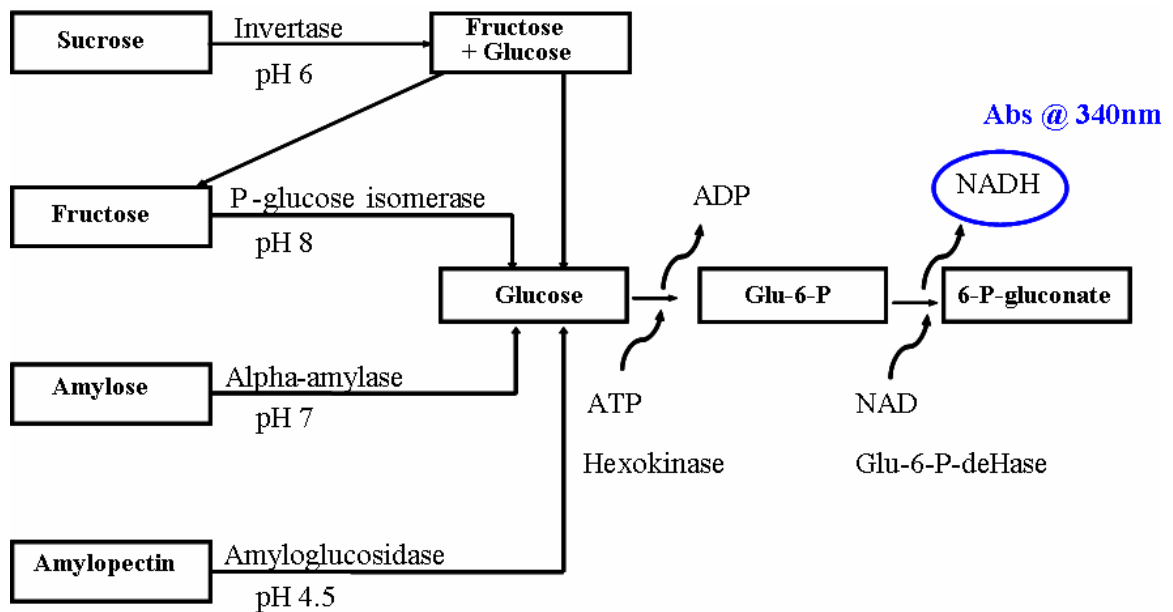 Sucrose
Invertase
pH 6
Fructose
+ Glucose
Abs @ 340nm
NADH
Fructose
P-glucose isomerase
pH 8
ADP
Glucose
Glu-6-P
6-P-gluconate
Amylose
Alpha-amylase
pH 7
ATP
NAD
Hexokinase
Glu-6-P-deHase
Amylopectin
Amyloglucosidase
pH 4.5